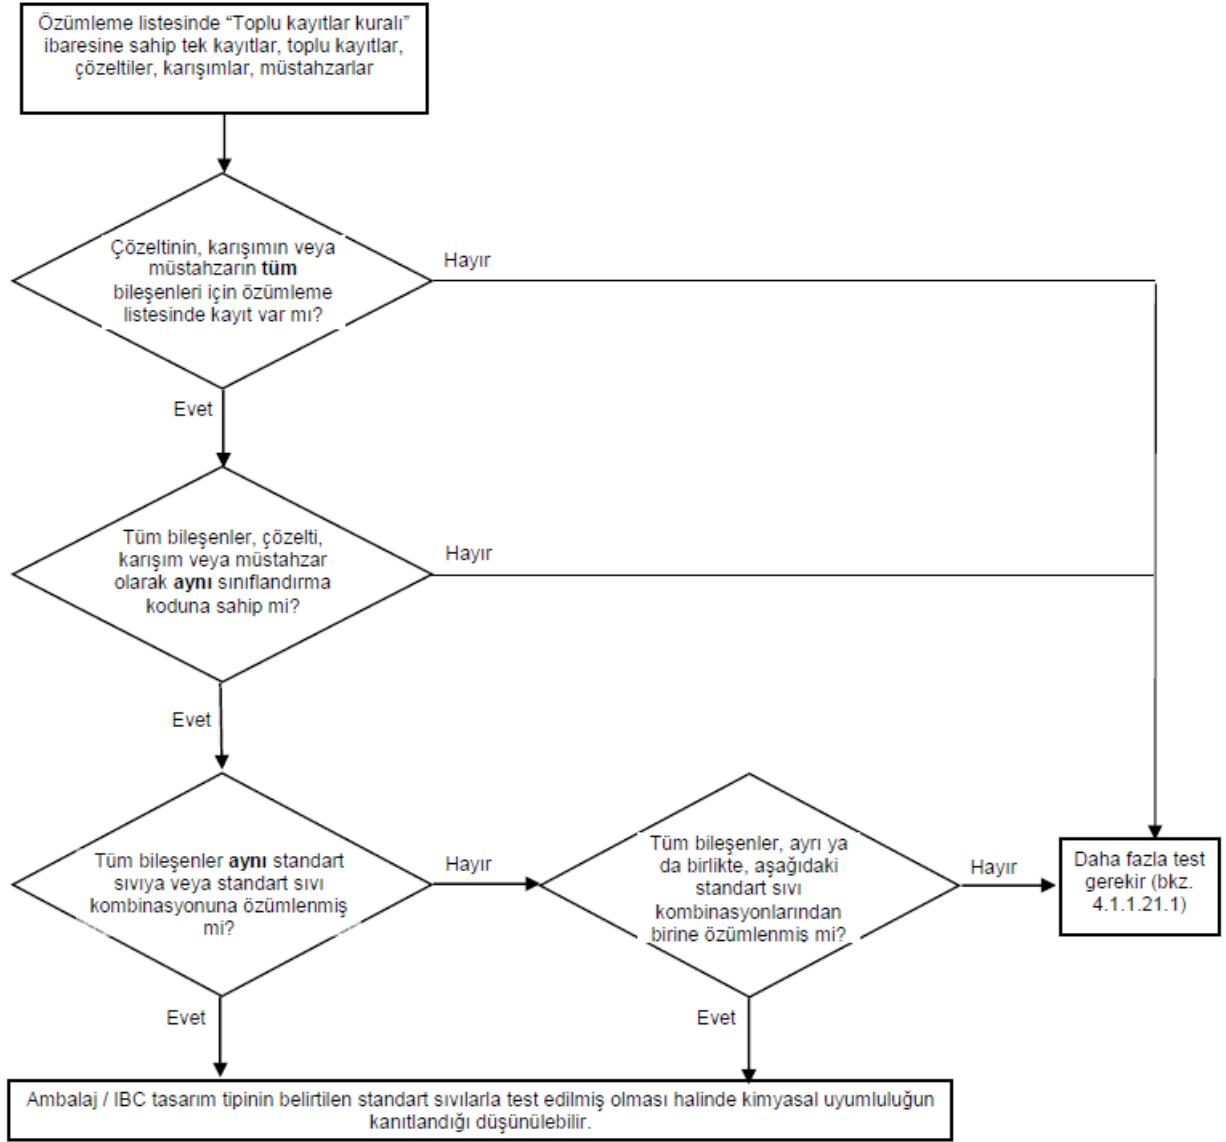 Özümleme listesinde “Toplu kayıtlar kuralı”
ibaresine sahip tek kayıtlar, toplu kayıtlar,
çözeltiler, karışımlar, müstahzarlar
Çözeltinin, karışımın veya
müstahzarın tüm
bileşenleri için özümleme
listesinde kayıt var mı?
Hayır
Evet
Tüm bileşenler, çözelti,
karışım veya müstahzar
olarak aynı sınıflandırma
koduna sahip mi?
Hayır
Evet
Tüm bileşenler aynı standart
sıvıya veya standart sıvı
kombinasyonuna özümlenmiş
mi?
Hayır
Evet
Tüm bileşenler, ayrı ya
da birlikte, aşağıdaki
standart sıvı
kombinasyonlarından
birine özümlenmiş mi?
Hayır
Evet
Daha fazla test
gerekir (bkz.
4.1.1.21.1)
Ambalaj / IBC tasarım tipinin belirtilen standart sıvılarla test edilmiş olması halinde kimyasal uyumluluğun
kanıtlandığı düşünülebilir.